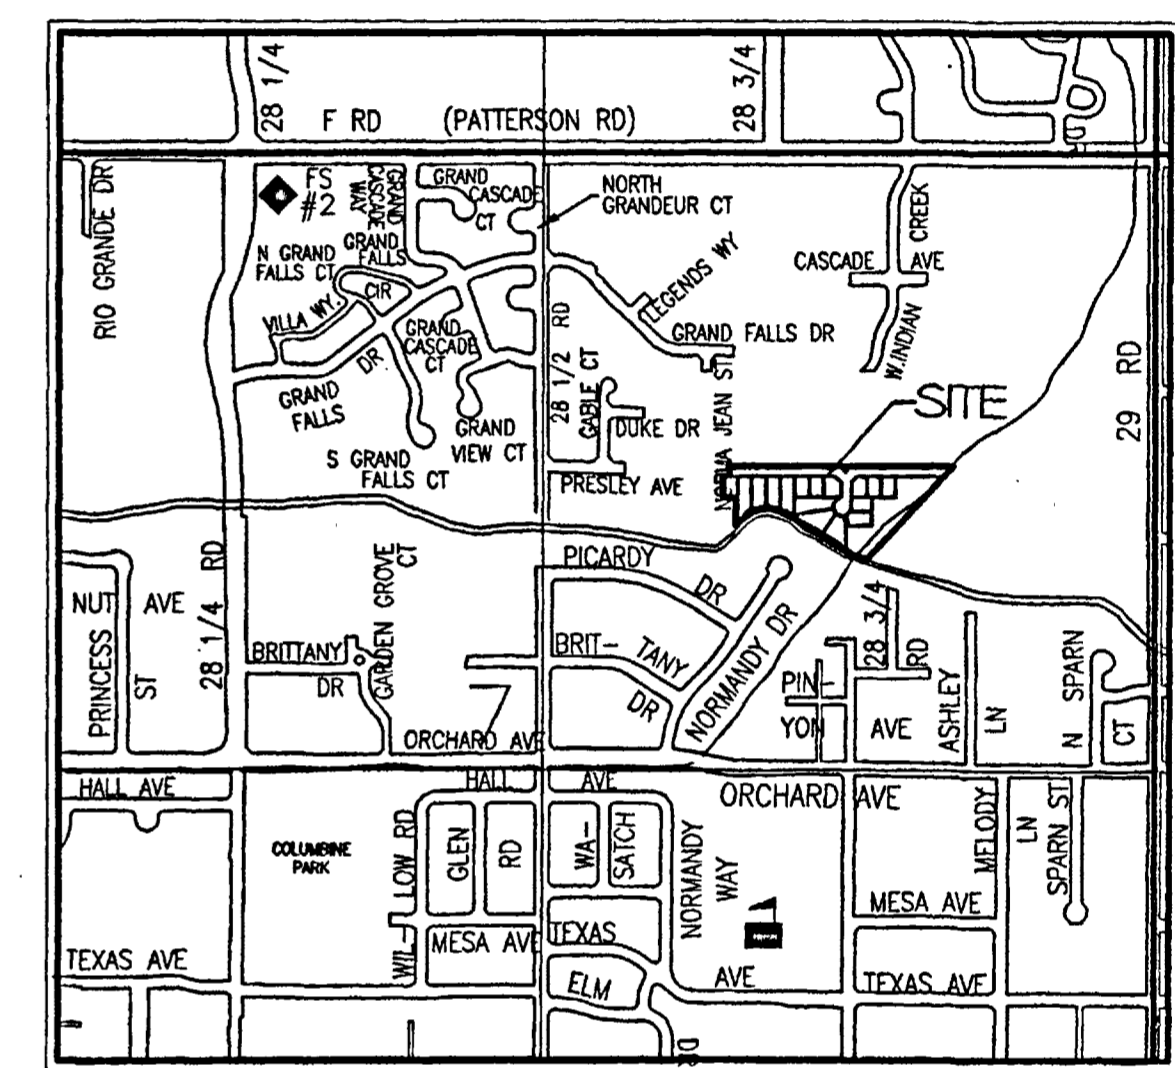 28 1/4
F RD (PATTERSON RD)
28 3/4
RIO GRANDE DR
FS
#2
GRAND
CASCADE
WAY
GRAND
CASCADE
CT
NORTH
GRANDEUR CT
N GRAND
FALLS CT
GRAND
FALLS
CIR
VILLA WY.
LEGENDS WY
CASCADE AVE
W.INDIAN CREEK
GRAND
CASCADE
CT
GRAND FALLS DR
28 1/2 RD
GRAND
FALLS
DR
GABLE CT
NORMA JEAN ST
SITE
29 RD
S GRAND
FALLS CT
GRAND
VIEW CT
DUKE DR
PRESLEY AVE
28 1/4 RD
NUT AVE
PRINCESS
ST
GARDEN GROVE
CT
PICARDY
DR
BRITTANY
DR
BRIT-
TANY
DR
NORMANDY DR
28 3/4
RD
PIN-
YON AVE
ASHLEY
LN
N SPARN
CT
7
ORCHARD AVE
HALL AVE
HALL AVE
ORCHARD AVE
COLUMBINE
PARK
WIL-
LOW RD
GLEN
RD
WA-
SATCH
NORMANDY
WAY
MELODY
LN
SPARN ST
MESA AVE
MESA AVE
TEXAS
AVE
TEXAS AVE
TEXAS AVE
ELM